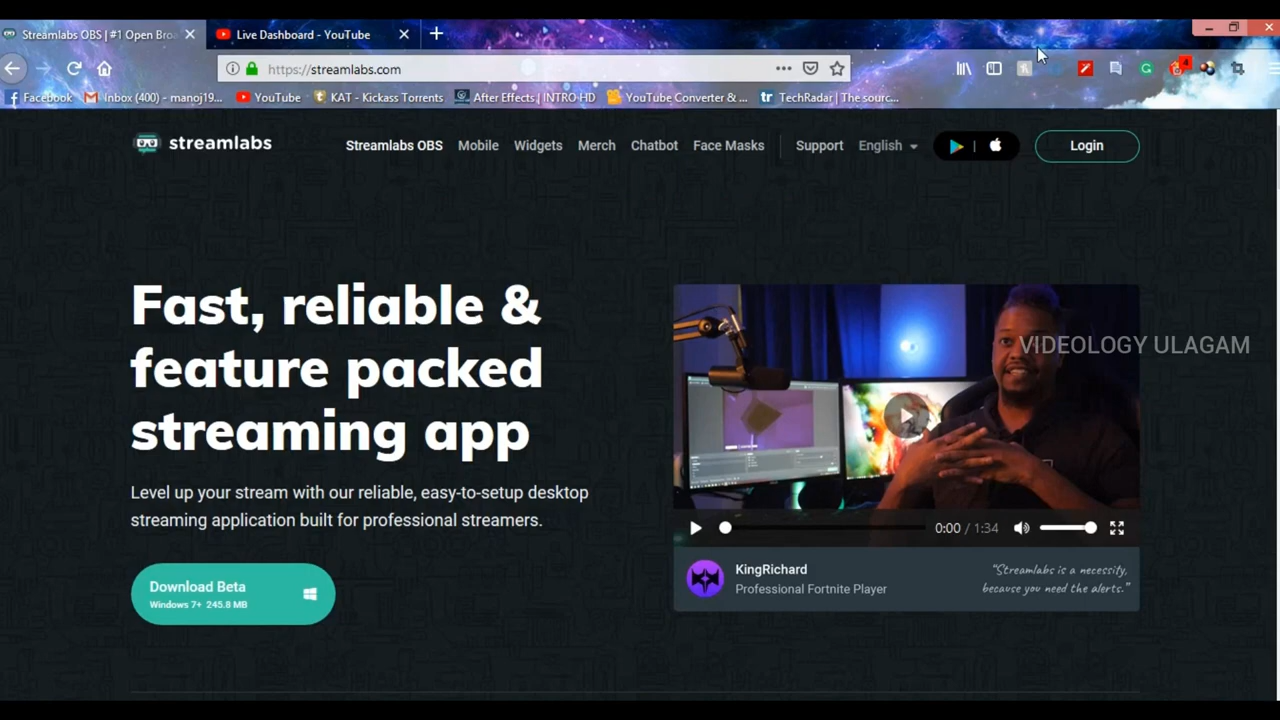 Streamlabs OBS | #1 Open Bro
Live Dashboard - YouTube
https://streamlabs.com
4
Facebook
Inbox (400) - manoj19...
YouTube
KAT - Kickass Torrents
After Effects | INTRO HD
YouTube Converter & ...
tr TechRadar | The sourc...
streamlabs
Streamlabs OBS
Mobile
Widgets
Merch
Chatbot
Face Masks
Support
English
Login
Fast, reliable &
feature packed
streaming app
Level up your stream with our reliable, easy-to-setup desktop
streaming application built for professional streamers.
Download Beta
Windows 7+ 245.8 MB
VIDEOLOGY ULAGAM
0:00 / 1:34
KingRichard
Professional Fortnite Player
"Streamlabs is a necessity,
because you need the alerts."